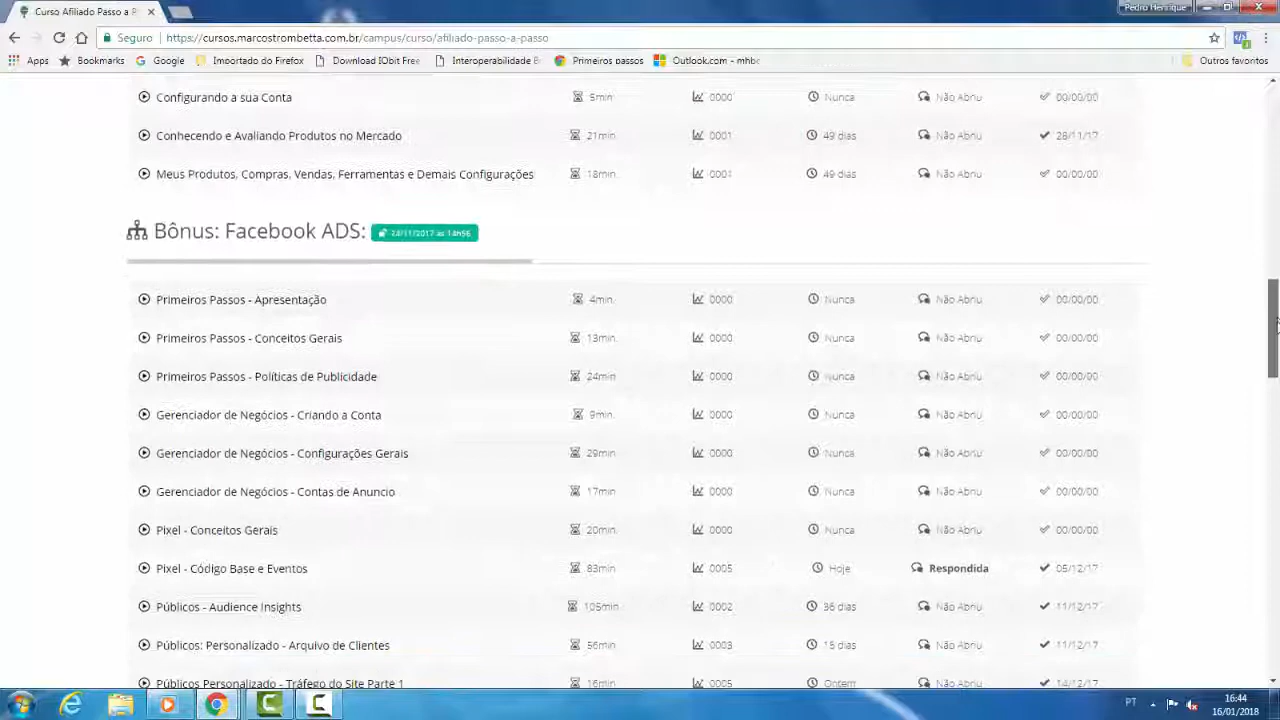 Curso Afiliado Passo a P
Pedro Henrique
Seguro
https://cursos.marcostrombetta.com.br/campus/curso/afiliado-passo-a-passo
Apps Bookmarks Google Importado do Firefox Download IObit Free Interoperabilidade E Primeiros passos Outlook.com - mhbc Outros favoritos
Configurando a sua Conta 5min. 0000 Nunca Não Abriu 00/00/00
Conhecendo e Avaliando Produtos no Mercado 21min. 0001 49 dias Não Abriu 28/11/17
Meus Produtos, Compras, Vendas, Ferramentas e Demais Configurações 18min. 0001 49 dias Não Abriu 00/00/00
Bônus: Facebook ADS: 24/11/2017 às 14h56
Primeiros Passos - Apresentação 4min. 0000 Nunca Não Abriu 00/00/00
Primeiros Passos - Conceitos Gerais 13min. 0000 Nunca Não Abriu 00/00/00
Primeiros Passos - Políticas de Publicidade 24min. 0000 Nunca Não Abriu 00/00/00
Gerenciador de Negócios - Criando a Conta 9min. 0000 Nunca Não Abriu 00/00/00
Gerenciador de Negócios - Configurações Gerais 29min. 0000 Nunca Não Abriu 00/00/00
Gerenciador de Negócios - Contas de Anuncio 17min. 0000 Nunca Não Abriu 00/00/00
Pixel - Conceitos Gerais 20min. 0000 Nunca Não Abriu 00/00/00
Pixel - Código Base e Eventos 83min. 0005 Hoje Respondida 05/12/17
Públicos - Audience Insights 105min. 0002 36 dias Não Abriu 11/12/17
Públicos: Personalizado - Arquivo de Clientes 56min. 0003 15 dias Não Abriu 11/12/17
Públicos Personalizado - Tráfego do Site Parte 1 16min. 0005 Ontem Não Abriu 14/12/17
PT
16:44
16/01/2018